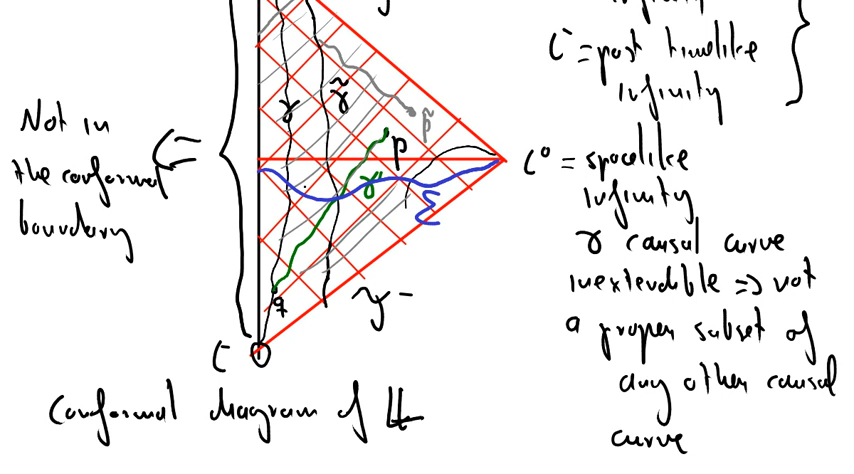 i⁻ = past timelike
infinity
γ
γ̃
p̃
p
Not in
the conformal
boundary
γ'
i⁰ = spacelike
infinity
Σ
γ causal curve
inextendible => not
q
a proper subset of
any other causal
curve
i⁻
Conformal diagram of